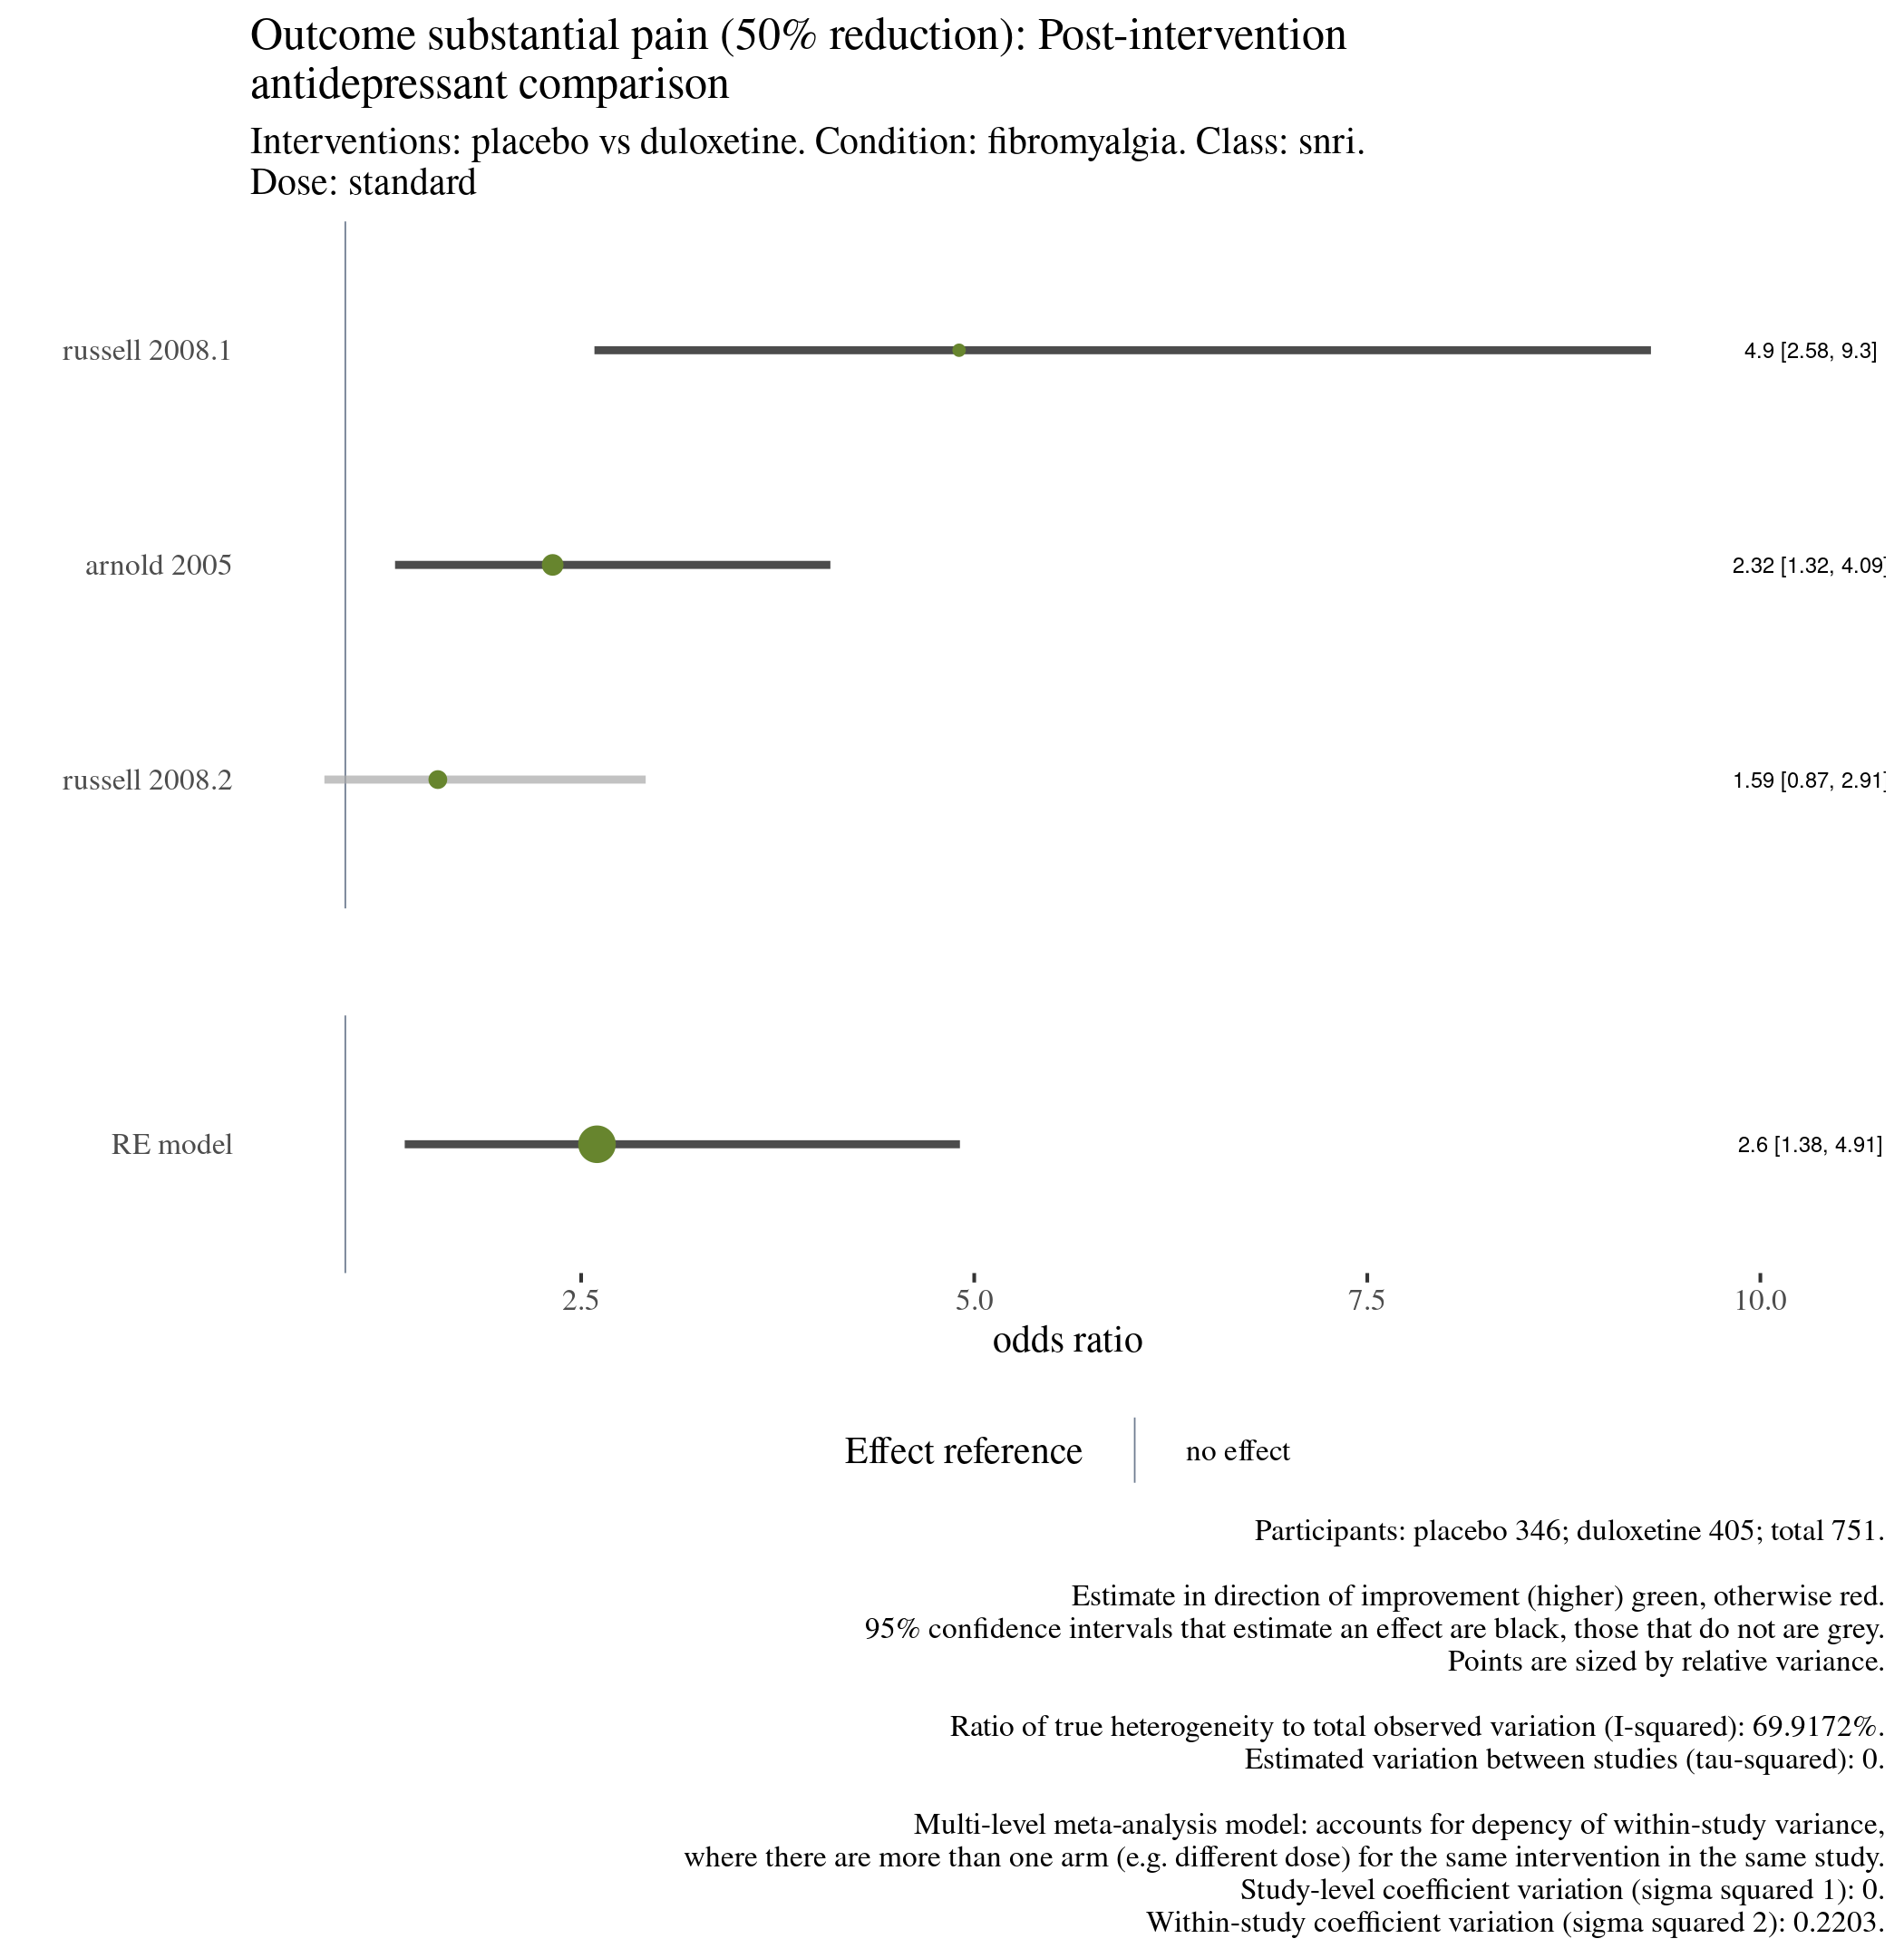 Outcome substantial pain (50% reduction): Post-intervention
antidepressant comparison
Interventions: placebo vs duloxetine. Condition: fibromyalgia. Class: snri.
Dose: standard
russell 2008.1 4.9 [2.58, 9.3]
arnold 2005 2.32 [1.32, 4.09]
russell 2008.2 1.59 [0.87, 2.91]
RE model 2.6 [1.38, 4.91]
2.5 5.0 7.5 10.0
odds ratio
Effect reference no effect
Participants: placebo 346; duloxetine 405; total 751.
Estimate in direction of improvement (higher) green, otherwise red.
95% confidence intervals that estimate an effect are black, those that do not are grey.
Points are sized by relative variance.
Ratio of true heterogeneity to total observed variation (I-squared): 69.9172%.
Estimated variation between studies (tau-squared): 0.
Multi-level meta-analysis model: accounts for depency of within-study variance,
where there are more than one arm (e.g. different dose) for the same intervention in the same study.
Study-level coefficient variation (sigma squared 1): 0.
Within-study coefficient variation (sigma squared 2): 0.2203.